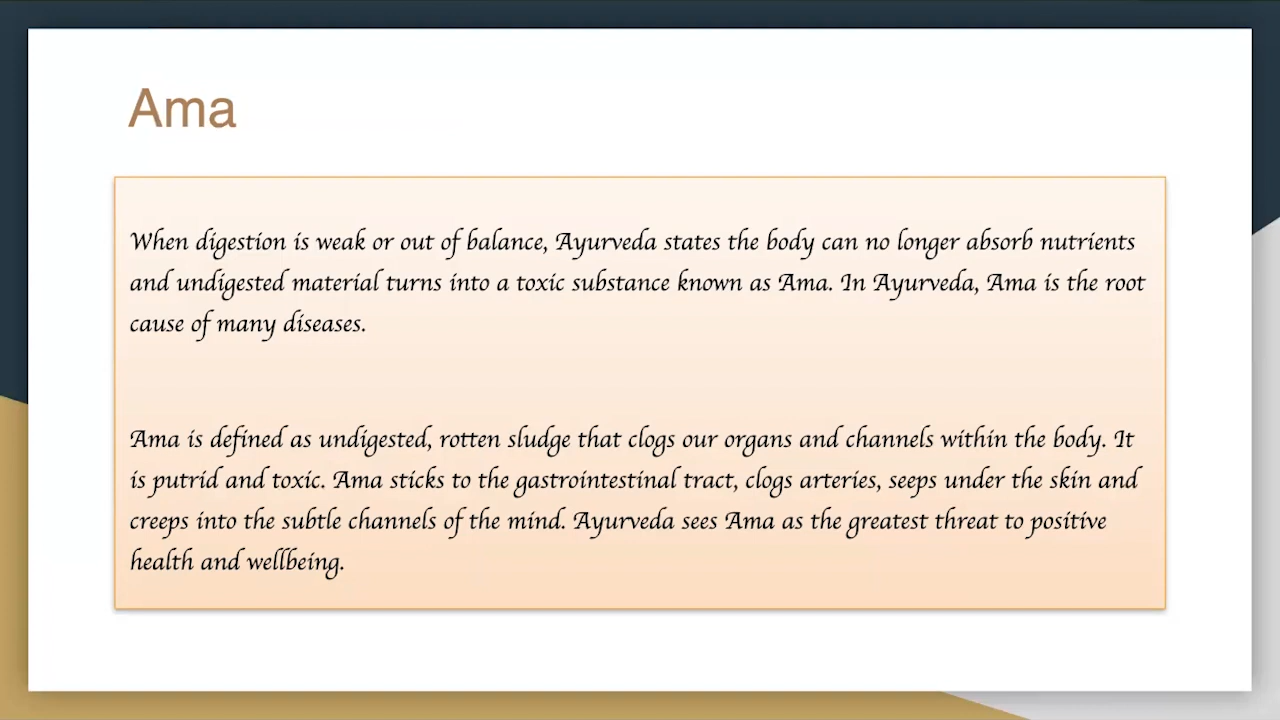 Ama
When digestion is weak or out of balance, Ayurveda states the body can no longer absorb nutrients
and undigested material turns into a toxic substance known as Ama. In Ayurveda, Ama is the root
cause of many diseases.
Ama is defined as undigested, rotten sludge that clogs our organs and channels within the body. It
is putrid and toxic. Ama sticks to the gastrointestinal tract, clogs arteries, seeps under the skin and
creeps into the subtle channels of the mind. Ayurveda sees Ama as the greatest threat to positive
health and wellbeing.